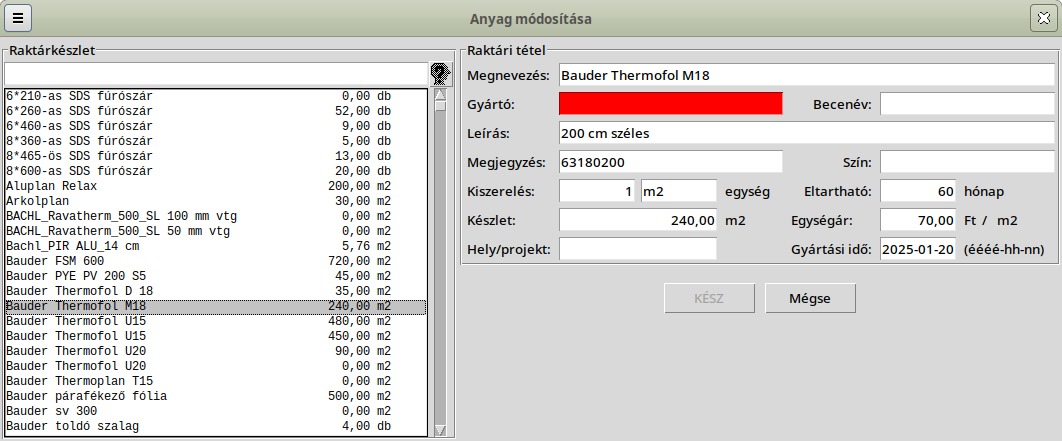 Anyag módosítása
Raktárkészlet
6*210-as SDS fúrószár 0,00 db
6*260-as SDS fúrószár 52,00 db
6*460-as SDS fúrószár 9,00 db
8*360-as SDS fúrószár 5,00 db
8*465-ös SDS fúrószár 13,00 db
8*600-as SDS fúrószár 20,00 db
Aluplan Relax 200,00 m2
Arkolplan 30,00 m2
BACHL_Ravatherm_500_SL 100 mm vtg 0,00 m2
BACHL_Ravatherm_500_SL 50 mm vtg 0,00 m2
Bachl_PIR ALU_14 cm 5,76 m2
Bauder FSM 600 720,00 m2
Bauder PYE PV 200 S5 45,00 m2
Bauder Thermofol D 18 35,00 m2
Bauder Thermofol M18 240,00 m2
Bauder Thermofol U15 480,00 m2
Bauder Thermofol U15 450,00 m2
Bauder Thermofol U20 90,00 m2
Bauder Thermofol U20 0,00 m2
Bauder Thermoplan T15 0,00 m2
Bauder párafékező fólia 500,00 m2
Bauder sv 300 0,00 m2
Bauder toldó szalag 4,00 db
Raktári tétel
Megnevezés: Bauder Thermofol M18
Gyártó: Becenév:
Leírás: 200 cm széles
Megjegyzés: 63180200 Szín:
Kiszerelés: 1 m2 egység Eltartható: 60 hónap
Készlet: 240,00 m2 Egységár: 70,00 Ft / m2
Hely/projekt: Gyártási idő: 2025-01-20 (éééé-hh-nn)
KÉSZ Mégse